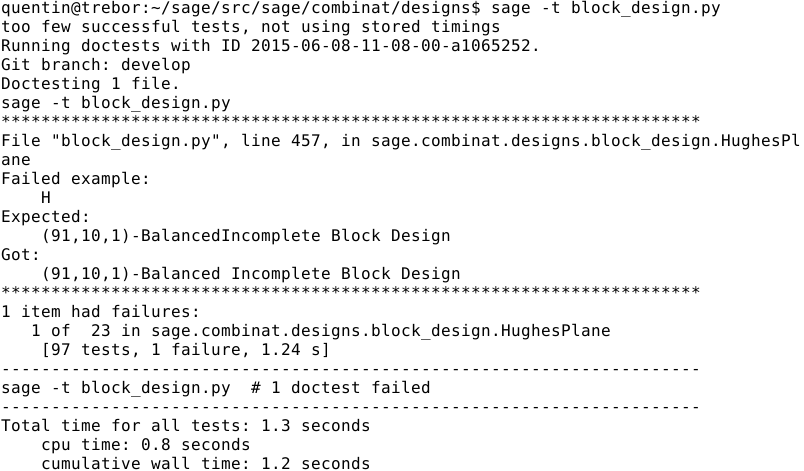 quentin@trebor:~/sage/src/sage/combinat/designs$ sage -t block_design.py
too few successful tests, not using stored timings
Running doctests with ID 2015-06-08-11-08-00-a1065252.
Git branch: develop
Doctesting 1 file.
sage -t block_design.py
**********************************************************************
File "block_design.py", line 457, in sage.combinat.designs.block_design.HughesPl
ane
Failed example:
    H
Expected:
    (91,10,1)-BalancedIncomplete Block Design
Got:
    (91,10,1)-Balanced Incomplete Block Design
**********************************************************************
1 item had failures:
   1 of  23 in sage.combinat.designs.block_design.HughesPlane
    [97 tests, 1 failure, 1.24 s]
----------------------------------------------------------------------
sage -t block_design.py  # 1 doctest failed
----------------------------------------------------------------------
Total time for all tests: 1.3 seconds
    cpu time: 0.8 seconds
    cumulative wall time: 1.2 seconds